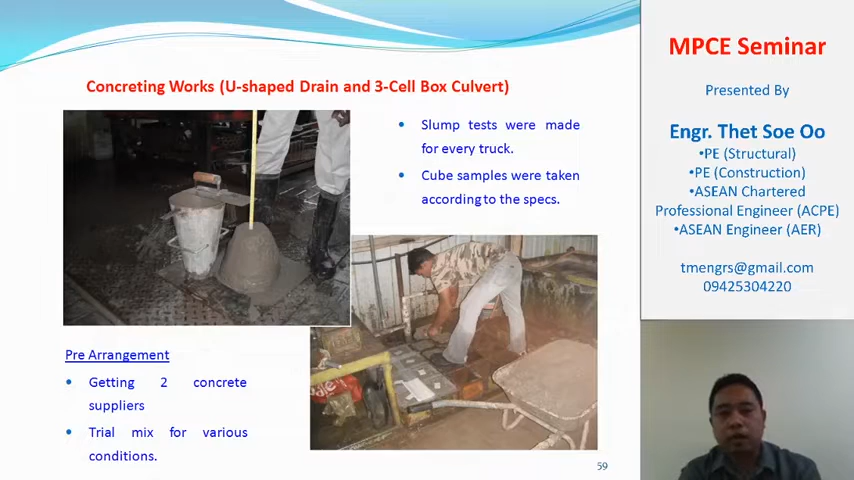 Concreting Works (U-shaped Drain and 3-Cell Box Culvert)
• Slump tests were made
for every truck.
• Cube samples were taken
according to the specs.
Pre Arrangement
• Getting 2 concrete
suppliers
• Trial mix for various
conditions.
59
MPCE Seminar
Presented By
Engr. Thet Soe Oo
•PE (Structural)
•PE (Construction)
•ASEAN Chartered
Professional Engineer (ACPE)
•ASEAN Engineer (AER)
tmengrs@gmail.com
09425304220